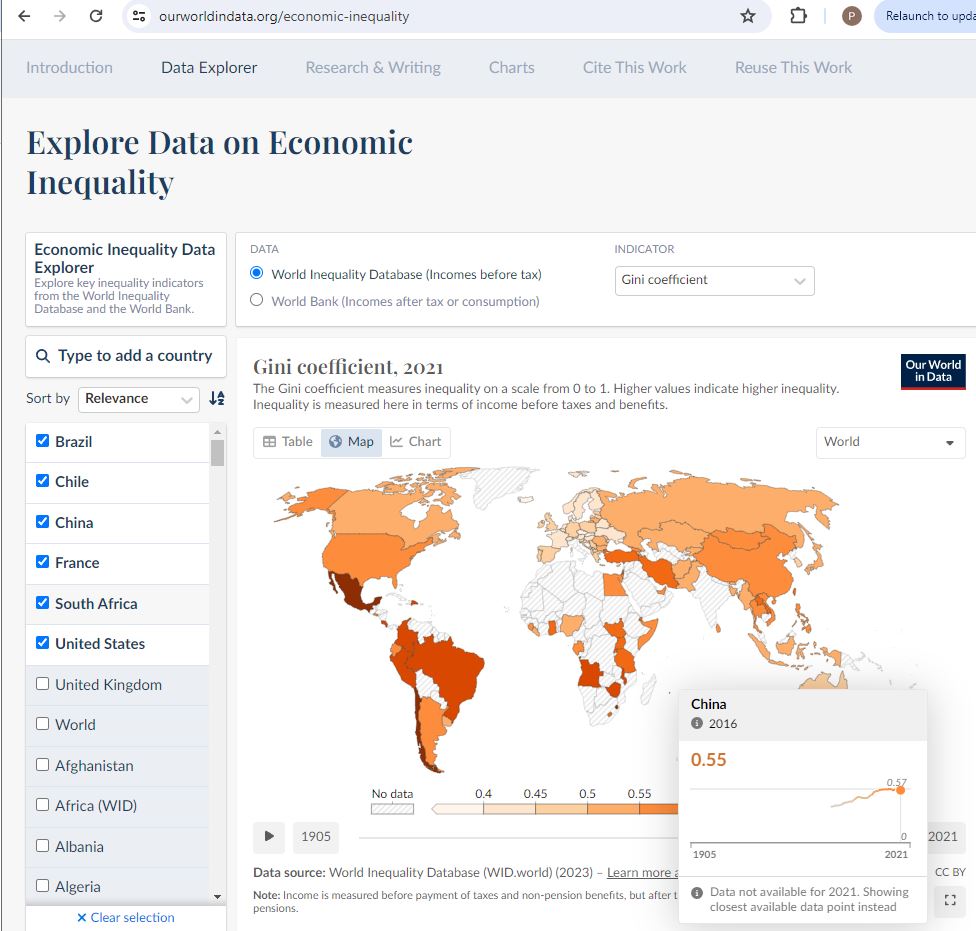 ourworldindata.org/economic-inequality
P
Relaunch to upda
Introduction
Data Explorer
Research & Writing
Charts
Cite This Work
Reuse This Work
Explore Data on Economic
Inequality
Economic Inequality Data
Explorer
Explore key inequality indicators
from the World Inequality
Database and the World Bank.
DATA
World Inequality Database (Incomes before tax)
World Bank (Incomes after tax or consumption)
INDICATOR
Gini coefficient
Type to add a country
Sort by
Relevance
Brazil
Chile
China
France
South Africa
United States
United Kingdom
World
Afghanistan
Africa (WID)
Albania
Algeria
Clear selection
Gini coefficient, 2021
The Gini coefficient measures inequality on a scale from 0 to 1. Higher values indicate higher inequality.
Inequality is measured here in terms of income before taxes and benefits.
Our World
in Data
Table
Map
Chart
World
No data
0.4
0.45
0.5
0.55
1905
2021
Data source: World Inequality Database (WID.world) (2023) – Learn more a
CC BY
Note: Income is measured before payment of taxes and non-pension benefits, but after t
pensions.
China
2016
0.55
0.57
0
1905
2021
Data not available for 2021. Showing
closest available data point instead